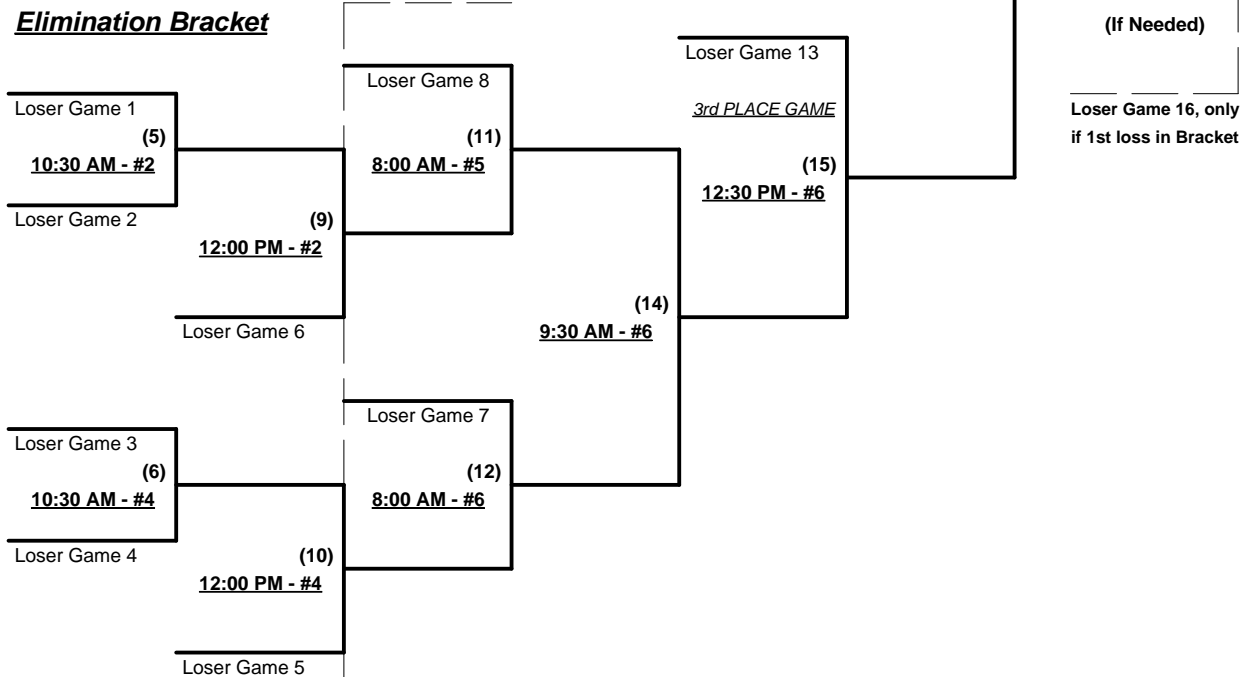 Elimination Bracket
(If Needed)
Loser Game 13
Loser Game 8
Loser Game 1
3rd PLACE GAME
Loser Game 16, only
if 1st loss in Bracket
(5)
10:30 AM - #2
(11)
8:00 AM - #5
(15)
12:30 PM - #6
Loser Game 2
(9)
12:00 PM - #2
(14)
9:30 AM - #6
Loser Game 6
Loser Game 7
Loser Game 3
(6)
10:30 AM - #4
(12)
8:00 AM - #6
Loser Game 4
(10)
12:00 PM - #4
Loser Game 5